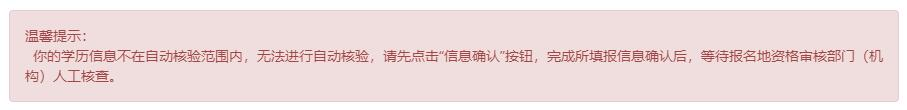 温馨提示：
你的学历信息不在自动核验范围内，无法进行自动核验，请先点击“信息确认”按钮，完成所填报信息确认后，等待报名地资格审核部门（机
构）人工核查。